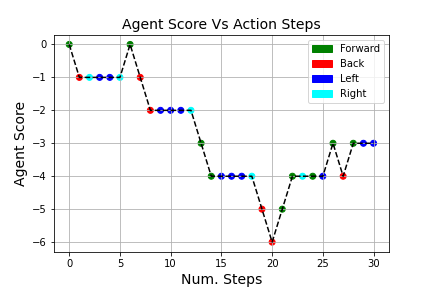 Agent Score Vs Action Steps
0
−1
−2
−3
−4
−5
−6
Agent Score
Forward
Back
Left
Right
0 5 10 15 20 25 30
Num. Steps